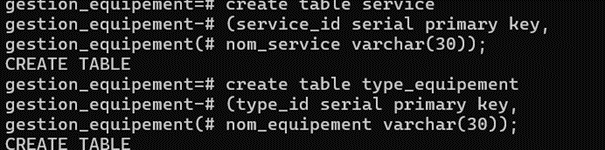 gestion_equipement=# create table service
gestion_equipement-# (service_id serial primary key,
gestion_equipement(# nom_service varchar(30));
CREATE TABLE
gestion_equipement=# create table type_equipement
gestion_equipement-# (type_id serial primary key,
gestion_equipement(# nom_equipement varchar(30));
CREATE TABLE